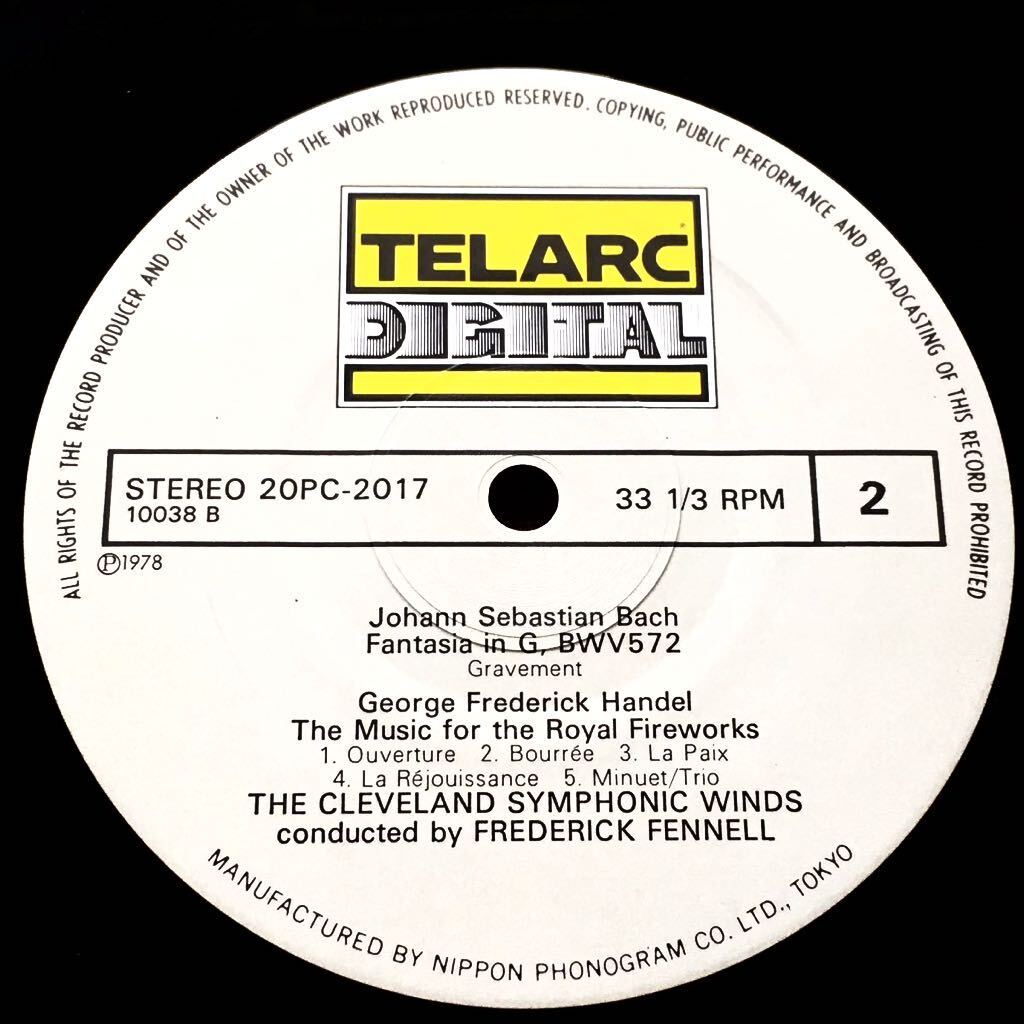 ALL RIGHTS OF THE RECORD PRODUCER AND OF THE OWNER OF THE WORK REPRODUCED RESERVED. COPYING, PUBLIC PERFORMANCE AND BROADCASTING OF THIS RECORD PROHIBITED
TELARC
DIGITAL
STEREO 20PC-2017 33 1/3 RPM 2
10038 B
Ⓟ1978
Johann Sebastian Bach
Fantasia in G, BWV572
Gravement
George Frederick Handel
The Music for the Royal Fireworks
1. Ouverture 2. Bourrée 3. La Paix
4. La Réjouissance 5. Minuet/Trio
THE CLEVELAND SYMPHONIC WINDS
conducted by FREDERICK FENNELL
MANUFACTURED BY NIPPON PHONOGRAM CO. LTD., TOKYO